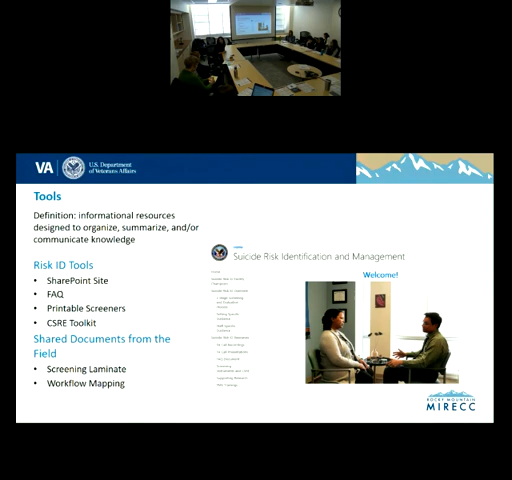 VA
U.S. Department
of Veterans Affairs
Tools
Definition: informational resources
designed to organize, summarize, and/or
communicate knowledge
Risk ID Tools
• SharePoint Site
• FAQ
• Printable Screeners
• CSRE Toolkit
Shared Documents from the
Field
• Screening Laminate
• Workflow Mapping
Suicide Risk Identification and Management
Welcome!
ROCKY MOUNTAIN
MIRECC